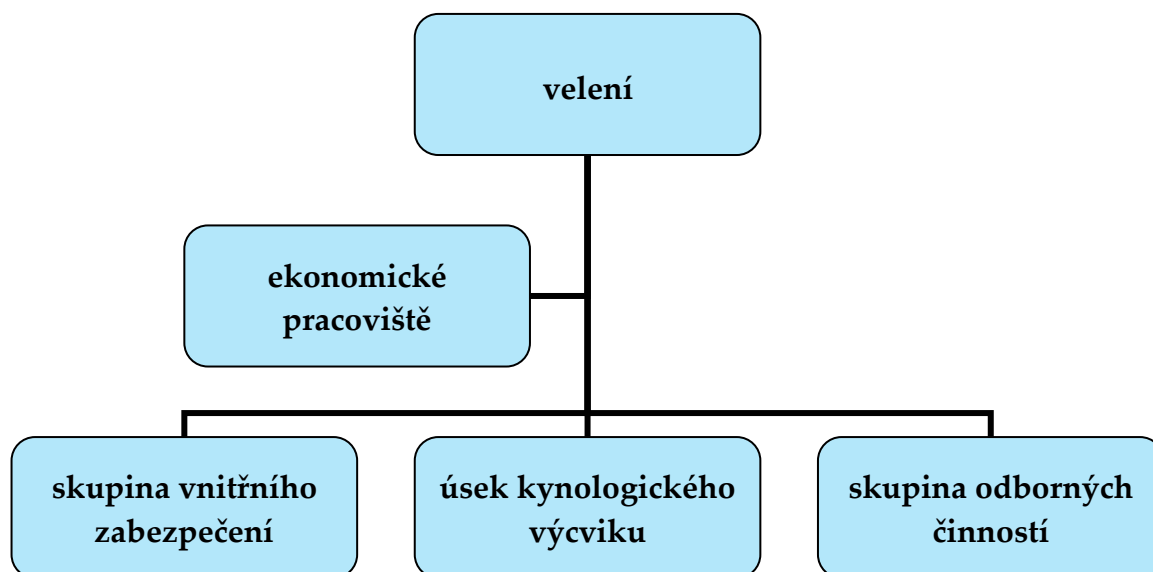 velení
ekonomické
pracoviště
skupina vnitřního
zabezpečení
úsek kynologického
výcviku
skupina odborných
činností